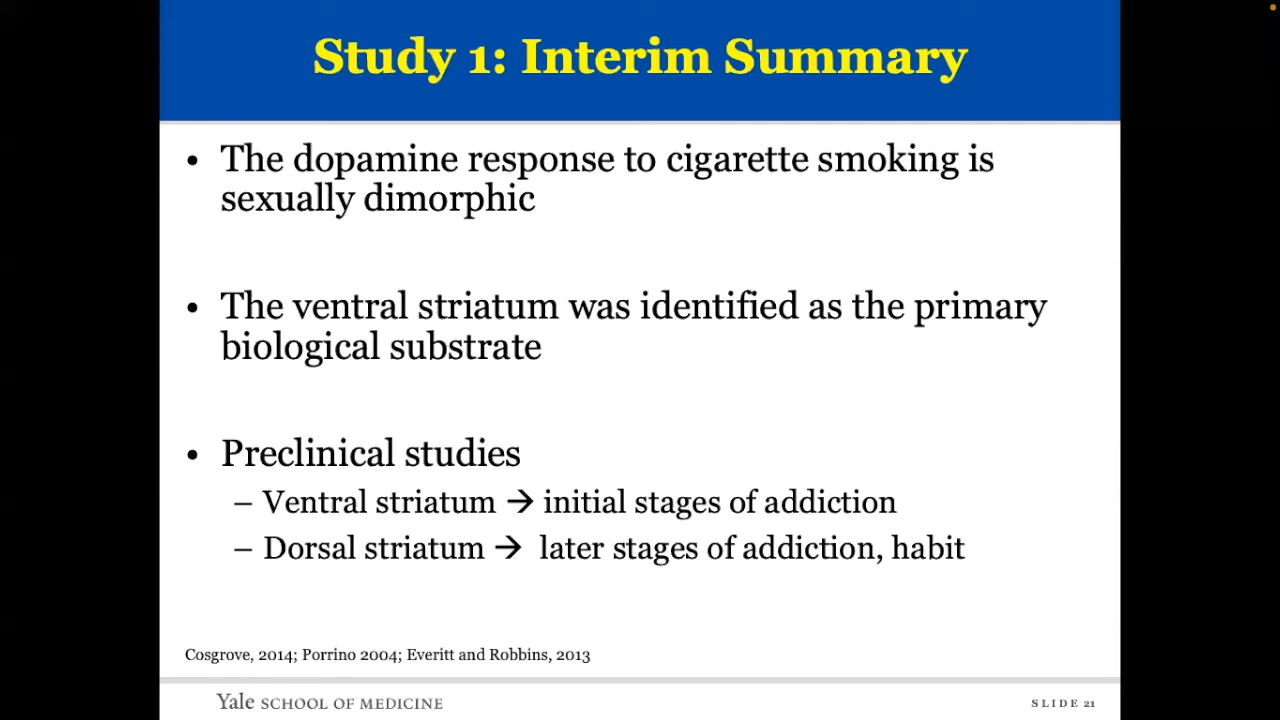 Study 1: Interim Summary
• The dopamine response to cigarette smoking is
sexually dimorphic
• The ventral striatum was identified as the primary
biological substrate
• Preclinical studies
– Ventral striatum → initial stages of addiction
– Dorsal striatum → later stages of addiction, habit
Cosgrove, 2014; Porrino 2004; Everitt and Robbins, 2013
Yale SCHOOL OF MEDICINE
SLIDE 21